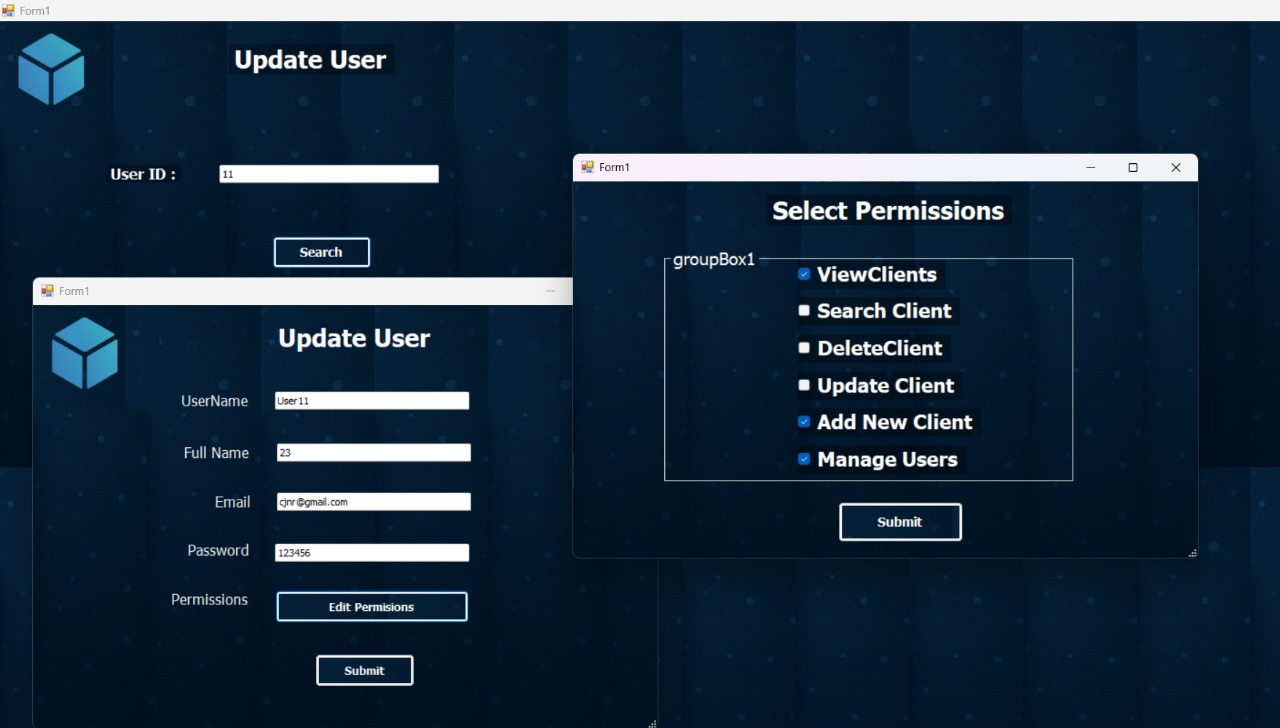 Form1
Update User
User ID :
11
Search
Form1
Update User
UserName
User11
Full Name
23
Email
cjnr@gmail.com
Password
123456
Permissions
Edit Permisions
Submit
Form1
Select Permissions
groupBox1
ViewClients
Search Client
DeleteClient
Update Client
Add New Client
Manage Users
Submit